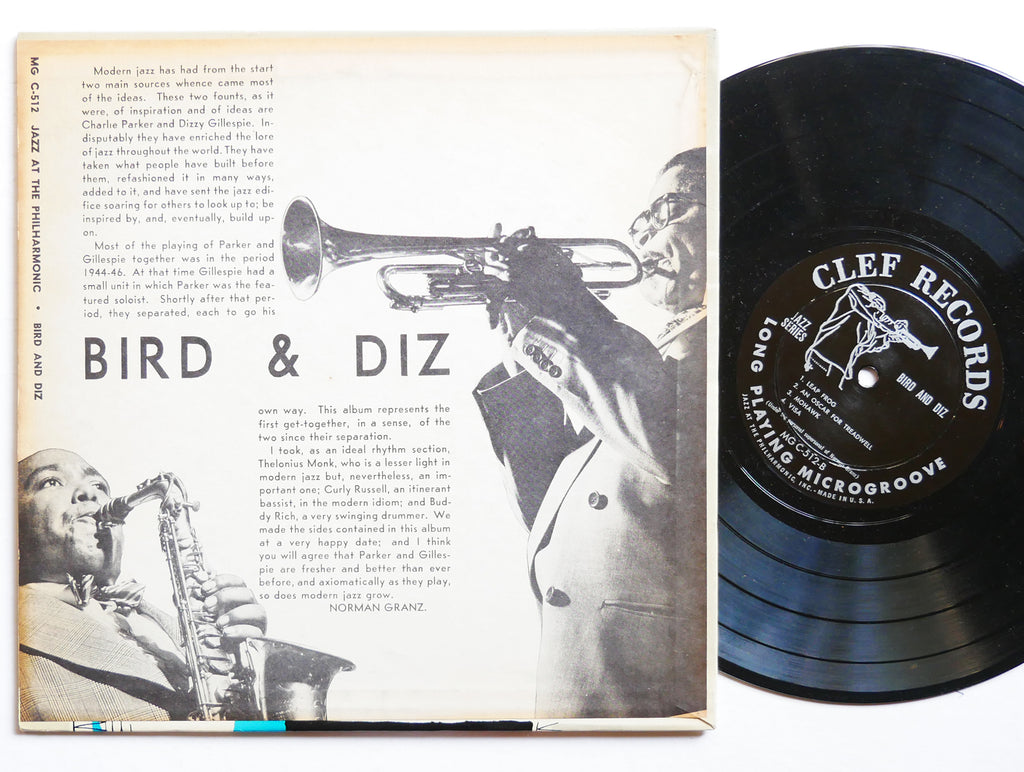 MG C-512 JAZZ AT THE PHILHARMONIC • BIRD AND DIZ
Modern jazz has had from the start
two main sources whence came most
of the ideas. These two founts, as it
were, of inspiration and of ideas are
Charlie Parker and Dizzy Gillespie. In-
disputably they have enriched the lore
of jazz throughout the world. They have
taken what people have built before
them, refashioned it in many ways,
added to it, and have sent the jazz edi-
fice soaring for others to look up to; be
inspired by, and, eventually, build up-
on.
Most of the playing of Parker and
Gillespie together was in the period
1944-46. At that time Gillespie had a
small unit in which Parker was the fea-
tured soloist. Shortly after that per-
iod, they separated, each to go his
BIRD & DIZ
own way. This album represents the
first get-together, in a sense, of the
two since their separation.
I took, as an ideal rhythm section,
Thelonius Monk, who is a lesser light in
modern jazz but, nevertheless, an im-
portant one; Curly Russell, an itinerant
bassist, in the modern idiom; and Bud-
dy Rich, a very swinging drummer. We
made the sides contained in this album
at a very happy date; and I think
you will agree that Parker and Gilles-
pie are fresher and better than ever
before, and axiomatically as they play,
so does modern jazz grow.
NORMAN GRANZ.
CLEF RECORDS
JAZZ
SERIES
BIRD AND DIZ
1. LEAP FROG
2. AN OSCAR FOR TREADWELL
3. MOHAWK
4. VISA
MG C-512-B
LONG PLAYING MICROGROOVE
JAZZ AT THE PHILHARMONIC, INC. - MADE IN U. S. A.